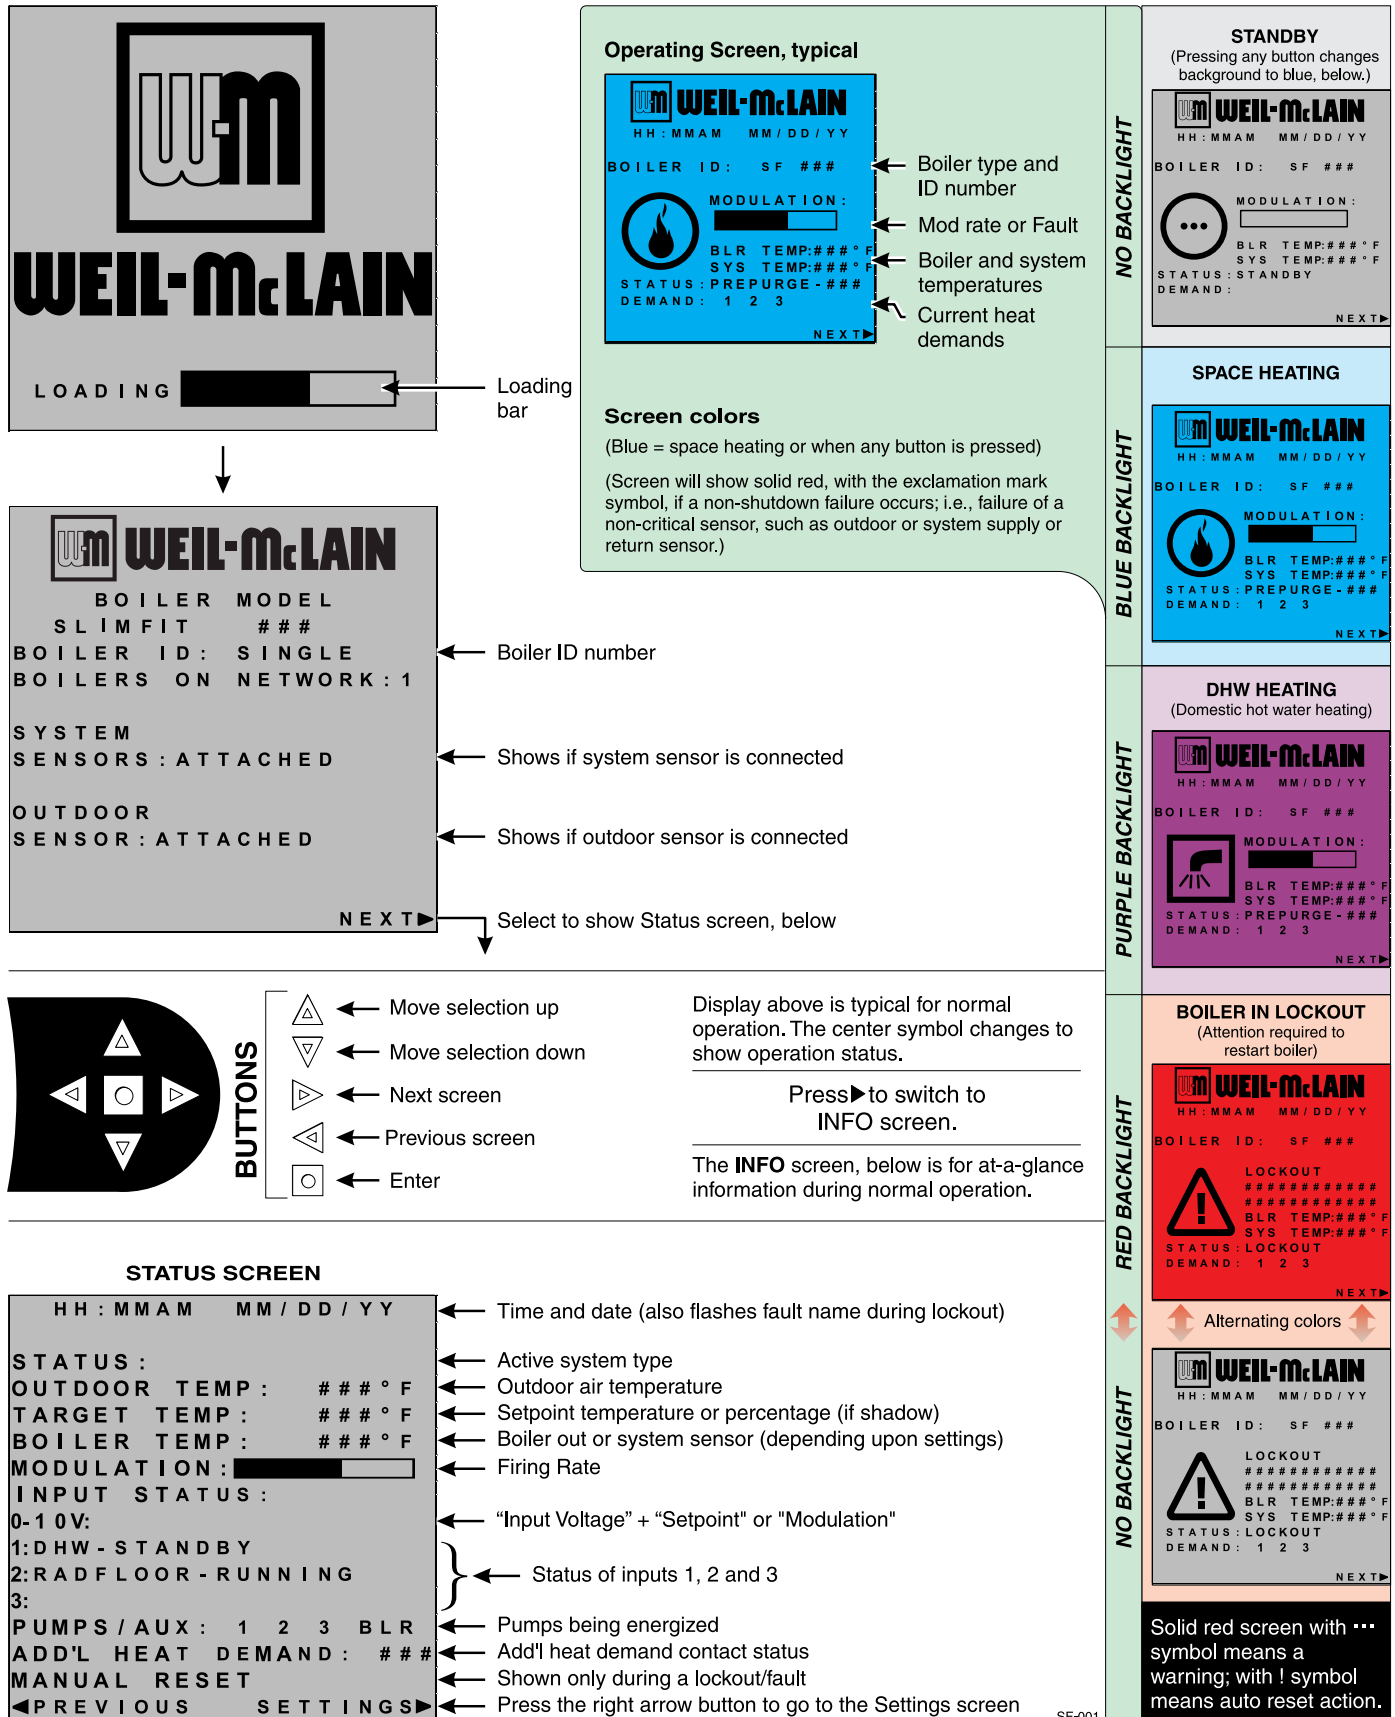 WM
WEIL-McLAIN
LOADING
Loading
bar
WM WEIL-McLAIN
BOILER MODEL
SLIMFIT ###
BOILER ID: SINGLE
BOILERS ON NETWORK:1
SYSTEM
SENSORS:ATTACHED
OUTDOOR
SENSOR:ATTACHED
NEXT▶
Boiler ID number
Shows if system sensor is connected
Shows if outdoor sensor is connected
Select to show Status screen, below
Operating Screen, typical
WM WEIL-McLAIN
HH:MMAM MM/DD/YY
BOILER ID: SF ###
MODULATION:
BLR TEMP:###°F
SYS TEMP:###°F
STATUS:PREPURGE-###
DEMAND: 1 2 3
NEXT▶
Boiler type and
ID number
Mod rate or Fault
Boiler and system
temperatures
Current heat
demands
Screen colors
(Blue = space heating or when any button is pressed)
(Screen will show solid red, with the exclamation mark
symbol, if a non-shutdown failure occurs; i.e., failure of a
non-critical sensor, such as outdoor or system supply or
return sensor.)
NO BACKLIGHT
STANDBY
(Pressing any button changes
background to blue, below.)
WM WEIL-McLAIN
HH:MMAM MM/DD/YY
BOILER ID: SF ###
MODULATION:
BLR TEMP:###°F
SYS TEMP:###°F
STATUS:STANDBY
DEMAND:
NEXT▶
BLUE BACKLIGHT
SPACE HEATING
WM WEIL-McLAIN
HH:MMAM MM/DD/YY
BOILER ID: SF ###
MODULATION:
BLR TEMP:###°F
SYS TEMP:###°F
STATUS:PREPURGE-###
DEMAND: 1 2 3
NEXT▶
PURPLE BACKLIGHT
DHW HEATING
(Domestic hot water heating)
WM WEIL-McLAIN
HH:MMAM MM/DD/YY
BOILER ID: SF ###
MODULATION:
BLR TEMP:###°F
SYS TEMP:###°F
STATUS:PREPURGE-###
DEMAND: 1 2 3
NEXT▶
RED BACKLIGHT
BOILER IN LOCKOUT
(Attention required to
restart boiler)
WM WEIL-McLAIN
HH:MMAM MM/DD/YY
BOILER ID: SF ###
LOCKOUT
###########
###########
BLR TEMP:###°F
SYS TEMP:###°F
STATUS:LOCKOUT
DEMAND: 1 2 3
NEXT▶
Alternating colors
NO BACKLIGHT
WM WEIL-McLAIN
HH:MMAM MM/DD/YY
BOILER ID: SF ###
LOCKOUT
###########
###########
BLR TEMP:###°F
SYS TEMP:###°F
STATUS:LOCKOUT
DEMAND: 1 2 3
NEXT▶
Solid red screen with ···
symbol means a
warning; with ! symbol
means auto reset action.
BUTTONS
Move selection up
Move selection down
Next screen
Previous screen
Enter
Display above is typical for normal
operation. The center symbol changes to
show operation status.
Press▶to switch to
INFO screen.
The INFO screen, below is for at-a-glance
information during normal operation.
STATUS SCREEN
HH:MMAM MM/DD/YY
STATUS:
OUTDOOR TEMP: ###°F
TARGET TEMP: ###°F
BOILER TEMP: ###°F
MODULATION:
INPUT STATUS:
0-10V:
1:DHW-STANDBY
2:RADFLOOR-RUNNING
3:
PUMPS/AUX: 1 2 3 BLR
ADD'L HEAT DEMAND: ###
MANUAL RESET
◀PREVIOUS SETTINGS▶
Time and date (also flashes fault name during lockout)
Active system type
Outdoor air temperature
Setpoint temperature or percentage (if shadow)
Boiler out or system sensor (depending upon settings)
Firing Rate
“Input Voltage” + “Setpoint" or "Modulation"
Status of inputs 1, 2 and 3
Pumps being energized
Add'l heat demand contact status
Shown only during a lockout/fault
Press the right arrow button to go to the Settings screen
SF-001